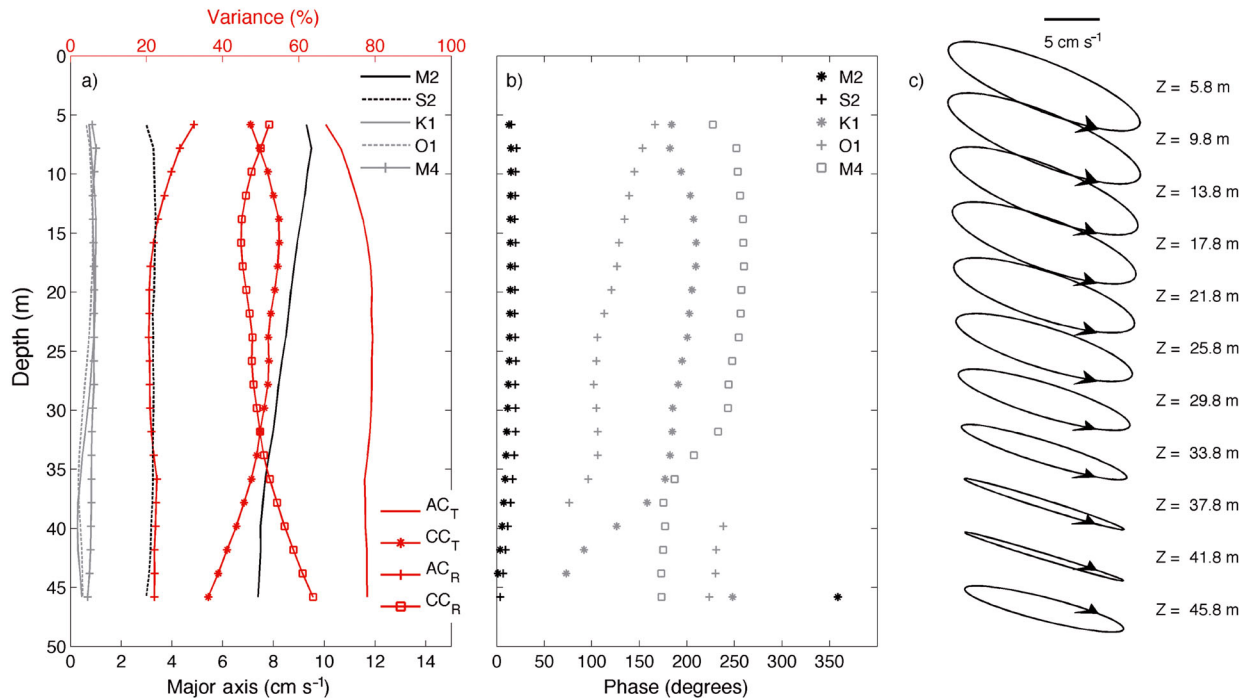 Variance (%)
0 20 40 60 80 100
a)
M2
S2
K1
O1
M4
AC_T
CC_T
AC_R
CC_R
Depth (m)
0
5
10
15
20
25
30
35
40
45
50
0 2 4 6 8 10 12 14
Major axis (cm s⁻¹)
b)
M2
S2
K1
O1
M4
0 50 100 150 200 250 300 350
Phase (degrees)
c)
5 cm s⁻¹
Z = 5.8 m
Z = 9.8 m
Z = 13.8 m
Z = 17.8 m
Z = 21.8 m
Z = 25.8 m
Z = 29.8 m
Z = 33.8 m
Z = 37.8 m
Z = 41.8 m
Z = 45.8 m